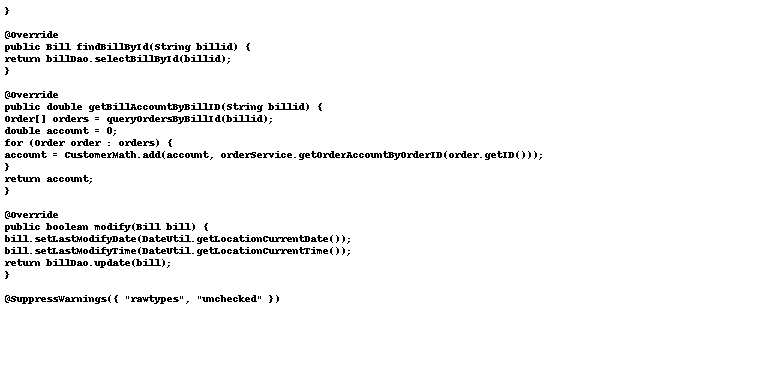 }
@Override
public Bill findBillById(String billid) {
return billDao.selectBillById(billid);
}
@Override
public double getBillAccountByBillID(String billid) {
Order[] orders = queryOrdersByBillId(billid);
double account = 0;
for (Order order : orders) {
account = CustomerMath.add(account, orderService.getOrderAccountByOrderID(order.getID()));
}
return account;
}
@Override
public boolean modify(Bill bill) {
bill.setLastModifyDate(DateUtil.getLocationCurrentDate());
bill.setLastModifyTime(DateUtil.getLocationCurrentTime());
return billDao.update(bill);
}
@SuppressWarnings({ "rawtypes", "unchecked" })